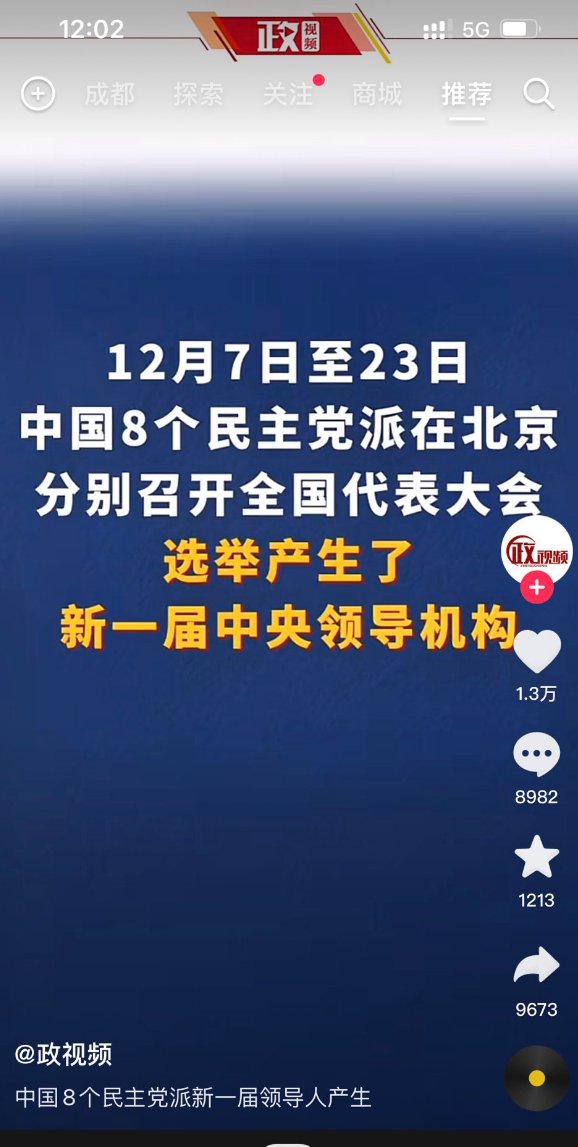 12:02
政视频
5G
成都 探索 关注 商城 推荐
12月7日至23日
中国8个民主党派在北京
分别召开全国代表大会
选举产生了
新一届中央领导机构
政视频
1.3万
8982
1213
9673
@政视频
中国8个民主党派新一届领导人产生